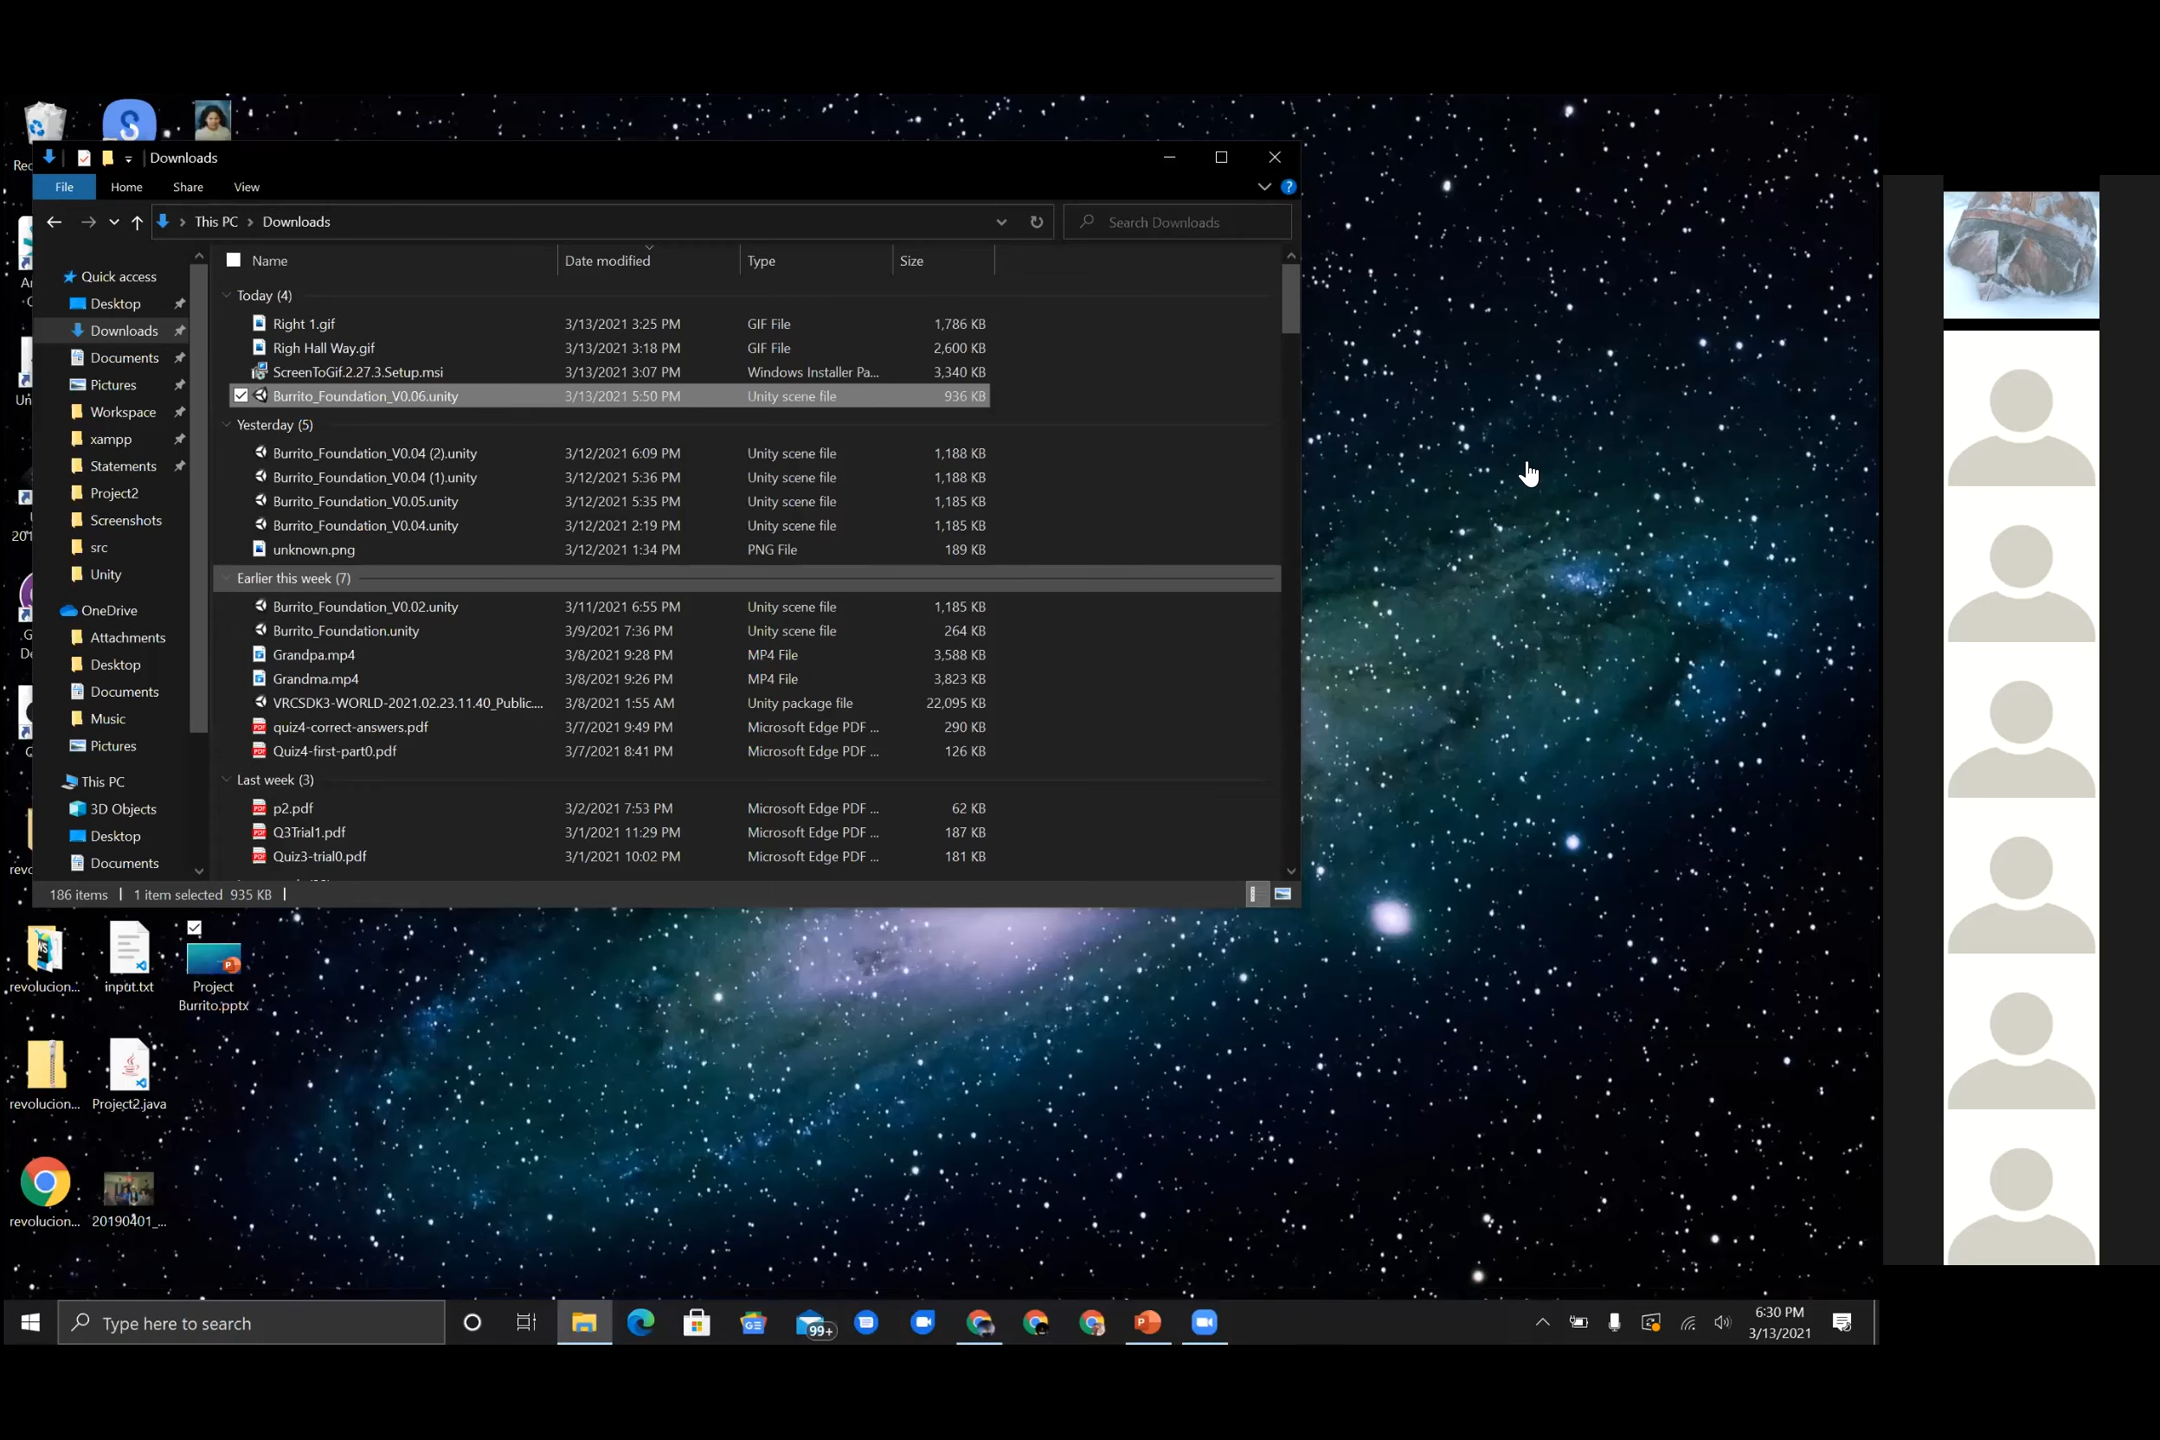 Downloads
File Home Share View
This PC > Downloads
Search Downloads
Name Date modified Type Size
Today (4)
Right 1.gif 3/13/2021 3:25 PM GIF File 1,786 KB
Righ Hall Way.gif 3/13/2021 3:18 PM GIF File 2,600 KB
ScreenToGif.2.27.3.Setup.msi 3/13/2021 3:07 PM Windows Installer Pa... 3,340 KB
Burrito_Foundation_V0.06.unity 3/13/2021 5:50 PM Unity scene file 936 KB
Yesterday (5)
Burrito_Foundation_V0.04 (2).unity 3/12/2021 6:09 PM Unity scene file 1,188 KB
Burrito_Foundation_V0.04 (1).unity 3/12/2021 5:36 PM Unity scene file 1,188 KB
Burrito_Foundation_V0.05.unity 3/12/2021 5:35 PM Unity scene file 1,185 KB
Burrito_Foundation_V0.04.unity 3/12/2021 2:19 PM Unity scene file 1,185 KB
unknown.png 3/12/2021 1:34 PM PNG File 189 KB
Earlier this week (7)
Burrito_Foundation_V0.02.unity 3/11/2021 6:55 PM Unity scene file 1,185 KB
Burrito_Foundation.unity 3/9/2021 7:36 PM Unity scene file 264 KB
Grandpa.mp4 3/8/2021 9:28 PM MP4 File 3,588 KB
Grandma.mp4 3/8/2021 9:26 PM MP4 File 3,823 KB
VRCSDK3-WORLD-2021.02.23.11.40_Public.... 3/8/2021 1:55 AM Unity package file 22,095 KB
quiz4-correct-answers.pdf 3/7/2021 9:49 PM Microsoft Edge PDF ... 290 KB
Quiz4-first-part0.pdf 3/7/2021 8:41 PM Microsoft Edge PDF ... 126 KB
Last week (3)
p2.pdf 3/2/2021 7:53 PM Microsoft Edge PDF ... 62 KB
Q3Trial1.pdf 3/1/2021 11:29 PM Microsoft Edge PDF ... 187 KB
Quiz3-trial0.pdf 3/1/2021 10:02 PM Microsoft Edge PDF ... 181 KB
Quick access
Desktop
Downloads
Documents
Pictures
Workspace
xampp
Statements
Project2
Screenshots
src
Unity
OneDrive
Attachments
Desktop
Documents
Music
Pictures
This PC
3D Objects
Desktop
Documents
186 items 1 item selected 935 KB
revolucion... input.txt Project
Burrito.pptx
revolucion... Project2.java
revolucion... 20190401_...
Type here to search
99+
6:30 PM
3/13/2021